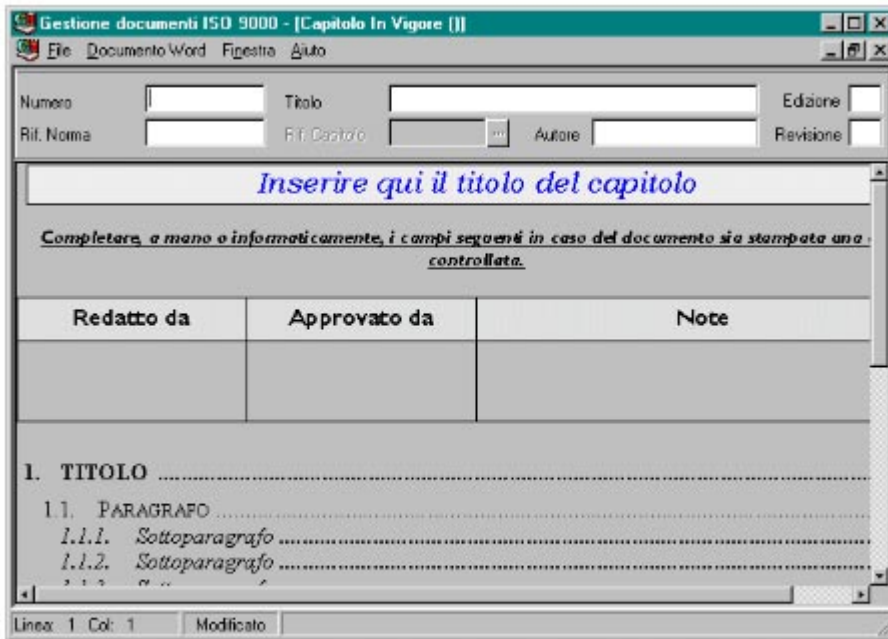 Gestione documenti ISO 9000 - [Capitolo In Vigore ()]
File Documento Word Finestra Aiuto
Numero Titolo Edizione
Rif. Norma Rif. Capitolo ... Autore Revisione
Inserire qui il titolo del capitolo
Completare, a mano o informaticamente, i campi seguenti in caso del documento sia stampata una
controllata.
Redatto da Approvato da Note
1. TITOLO
1.1. PARAGRAFO
1.1.1. Sottoparagrafo
1.1.2. Sottoparagrafo
Linea: 1 Col: 1 Modificato